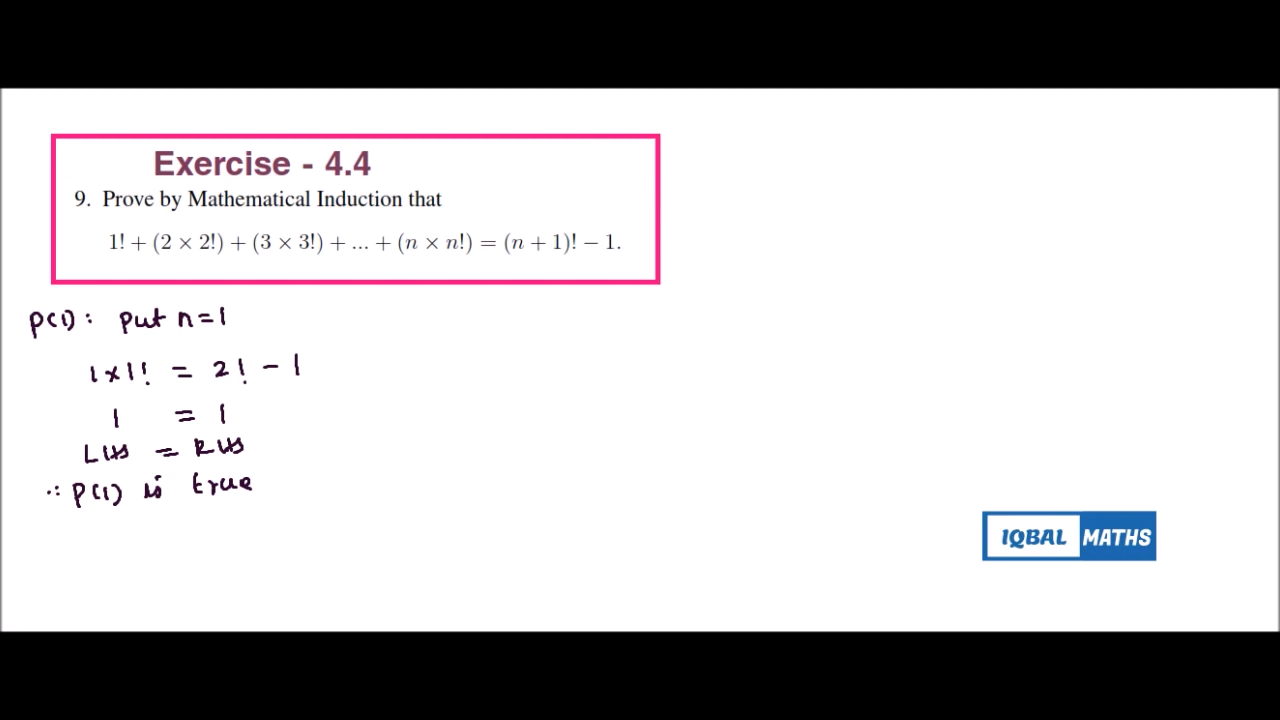 Exercise - 4.4
9. Prove by Mathematical Induction that
1! + (2 × 2!) + (3 × 3!) + ... + (n × n!) = (n + 1)! − 1.
P(1) : put n=1
1×1! = 2! - 1
1 = 1
LHS = RHS
∴ P(1) is true
IQBAL MATHS